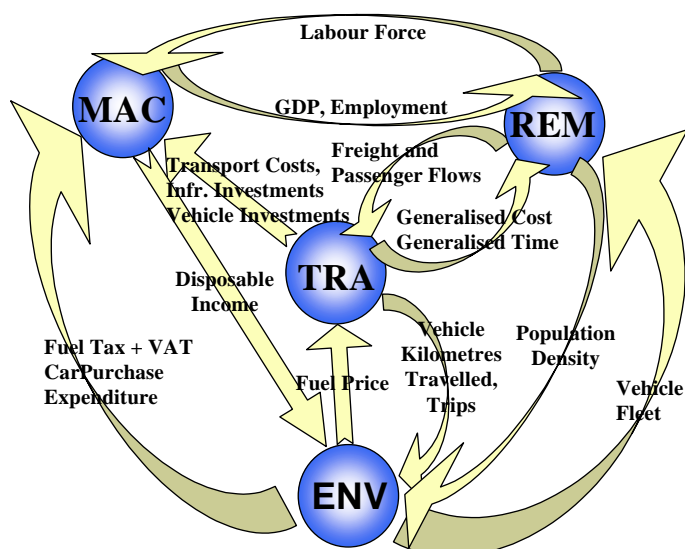 Labour Force
MAC
GDP, Employment
REM
Transport Costs,
Infr. Investments
Vehicle Investments
Freight and
Passenger Flows
Generalised Cost
Generalised Time
TRA
Disposable
Income
Fuel Tax + VAT
CarPurchase
Expenditure
Fuel Price
Vehicle
Kilometres
Travelled,
Trips
Population
Density
Vehicle
Fleet
ENV